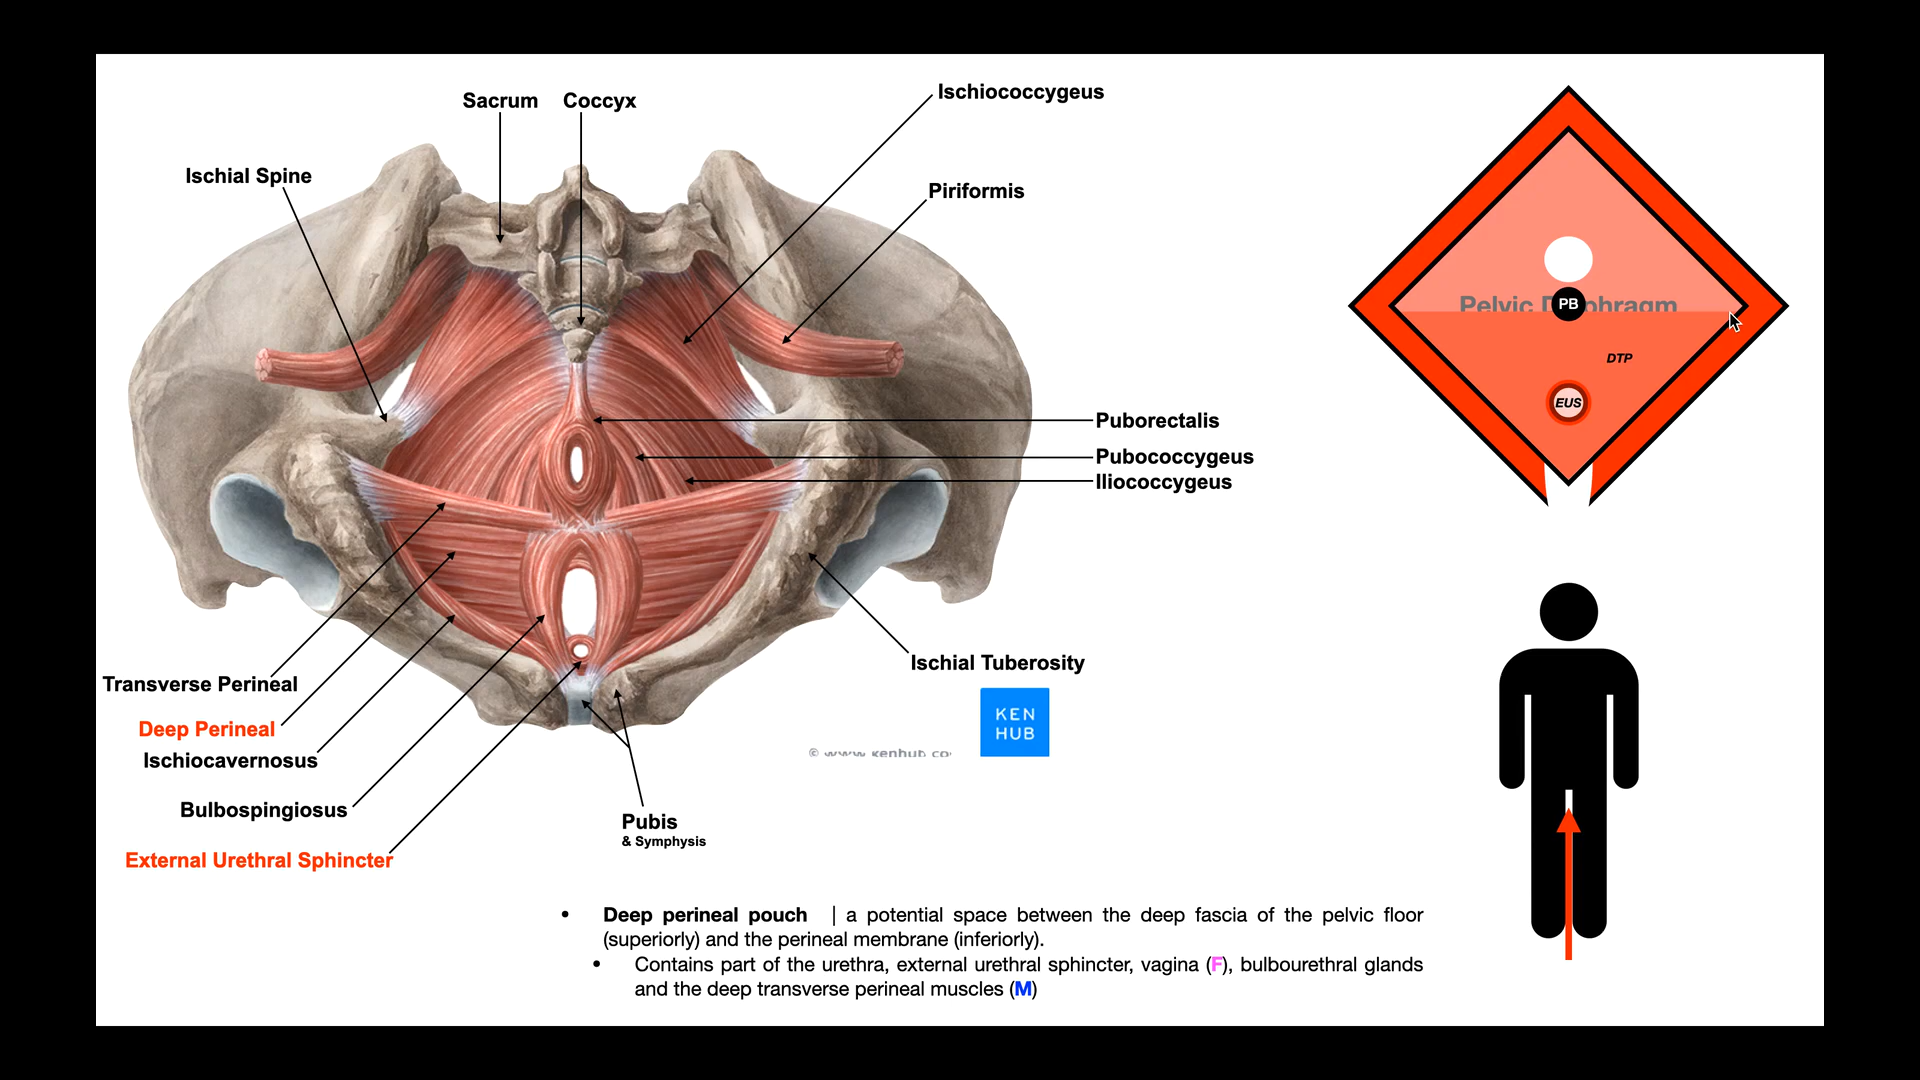 Sacrum Coccyx
Ischiococcygeus
Ischial Spine
Piriformis
Puborectalis
Pubococcygeus
Iliococcygeus
Transverse Perineal
Deep Perineal
Ischiocavernosus
Bulbospingiosus
External Urethral Sphincter
Ischial Tuberosity
KEN
HUB
Pubis
& Symphysis
Pelvic
PB
DTP
EUS
• Deep perineal pouch | a potential space between the deep fascia of the pelvic floor
(superiorly) and the perineal membrane (inferiorly).
• Contains part of the urethra, external urethral sphincter, vagina (F), bulbourethral glands
and the deep transverse perineal muscles (M)